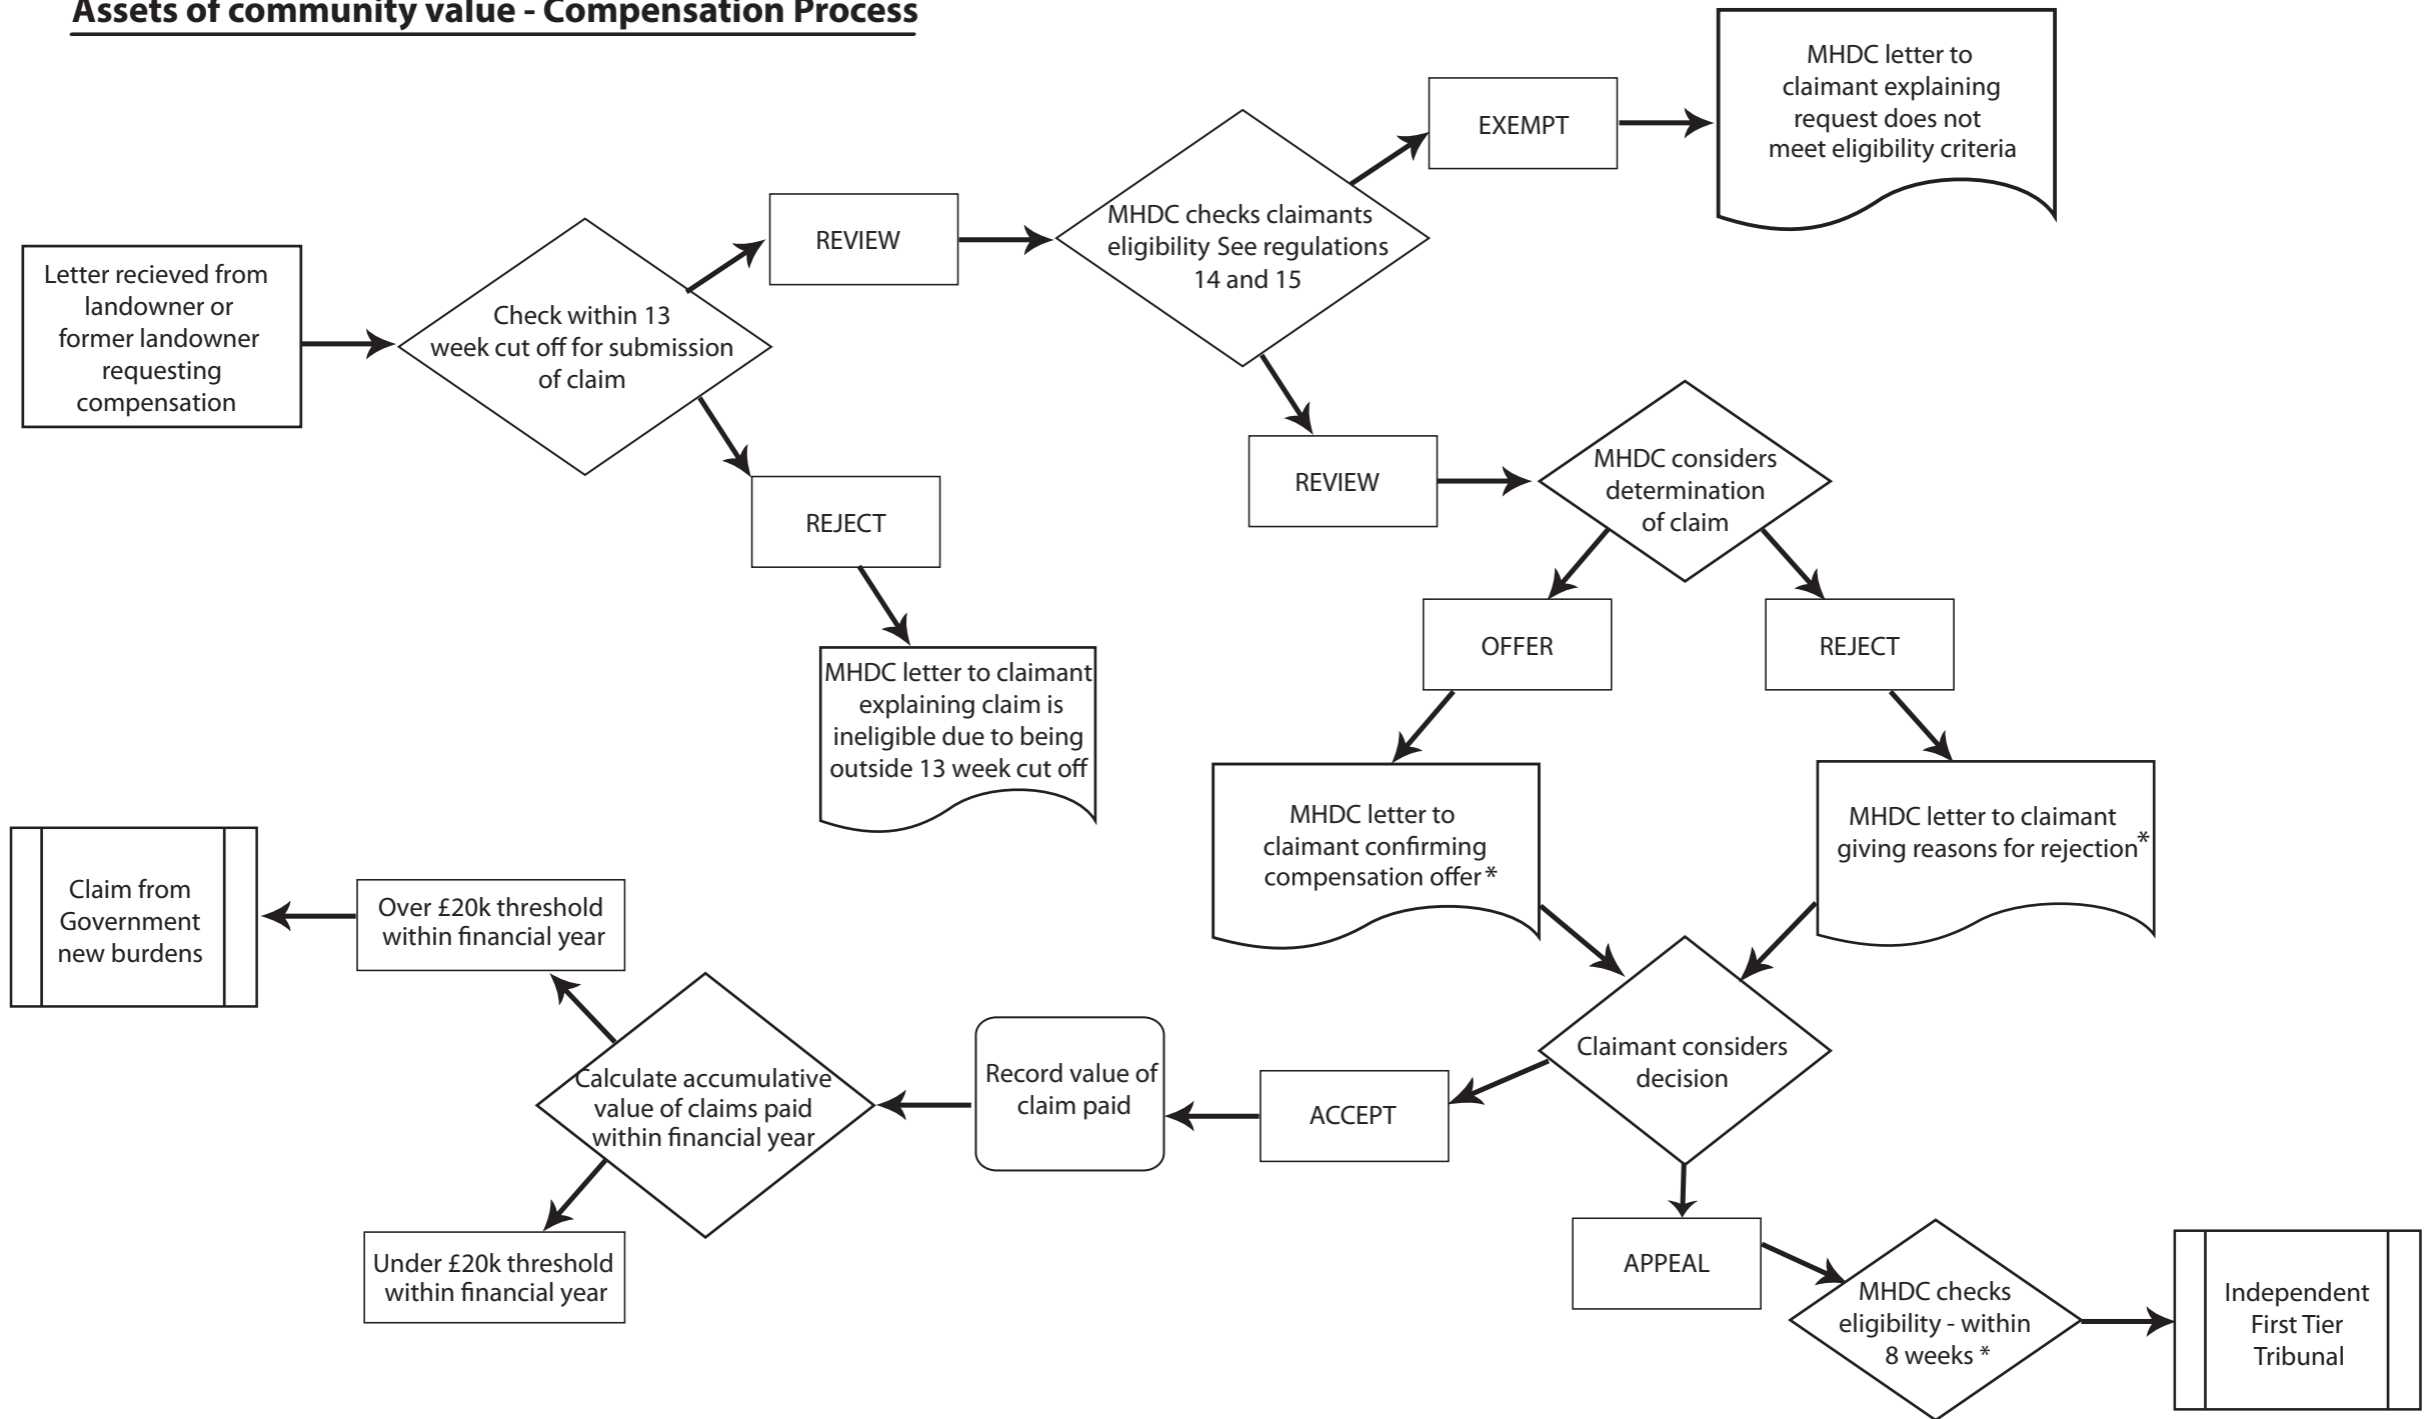 Assets of community value - Compensation Process
MHDC letter to
claimant explaining
request does not
meet eligibility criteria
EXEMPT
REVIEW
MHDC checks claimants
eligibility See regulations
14 and 15
Letter recieved from
landowner or
former landowner
requesting
compensation
Check within 13
week cut off for submission
of claim
REJECT
MHDC letter to claimant
explaining claim is
ineligible due to being
outside 13 week cut off
REVIEW
MHDC considers
determination
of claim
OFFER
REJECT
MHDC letter to
claimant confirming
compensation offer *
MHDC letter to claimant
giving reasons for rejection*
Claimant considers
decision
ACCEPT
Record value of
claim paid
Calculate accumulative
value of claims paid
within financial year
Over £20k threshold
within financial year
Claim from
Government
new burdens
Under £20k threshold
within financial year
APPEAL
MHDC checks
eligibility - within
8 weeks *
Independent
First Tier
Tribunal